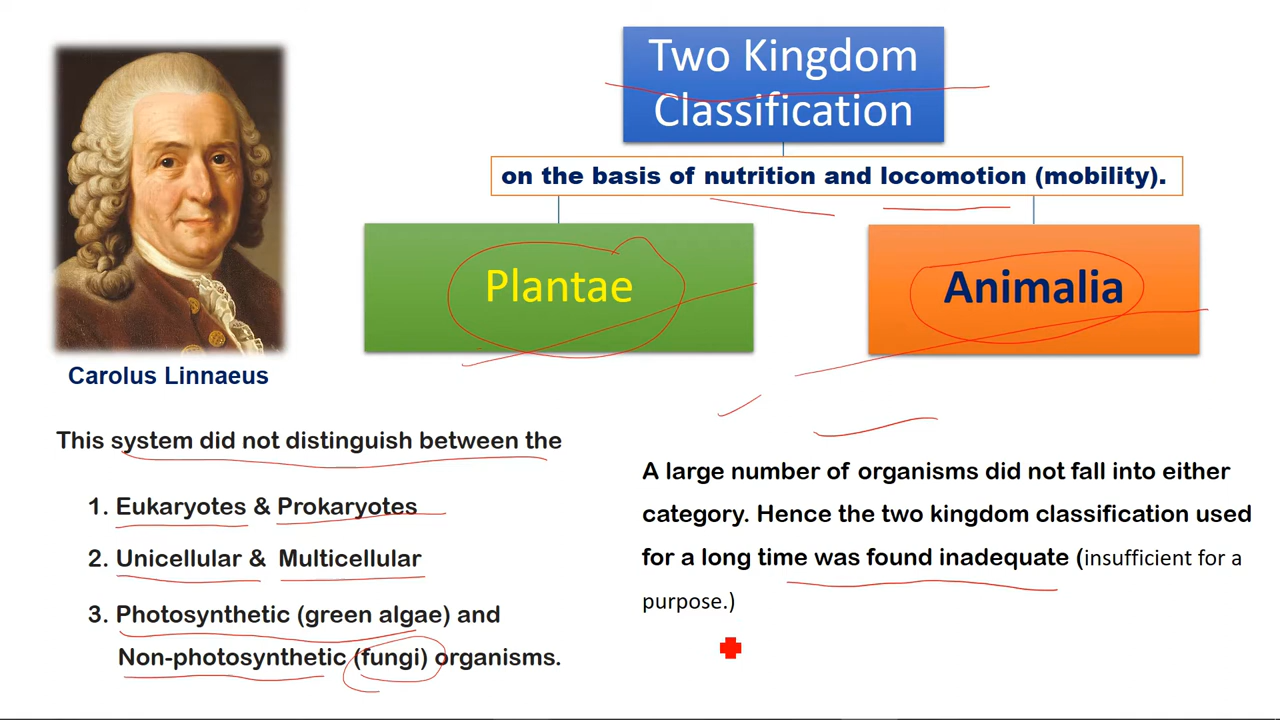 Two Kingdom
Classification
on the basis of nutrition and locomotion (mobility).
Plantae
Animalia
Carolus Linnaeus
This system did not distinguish between the
1. Eukaryotes & Prokaryotes
2. Unicellular & Multicellular
3. Photosynthetic (green algae) and
Non-photosynthetic (fungi) organisms.
A large number of organisms did not fall into either
category. Hence the two kingdom classification used
for a long time was found inadequate (insufficient for a
purpose.)